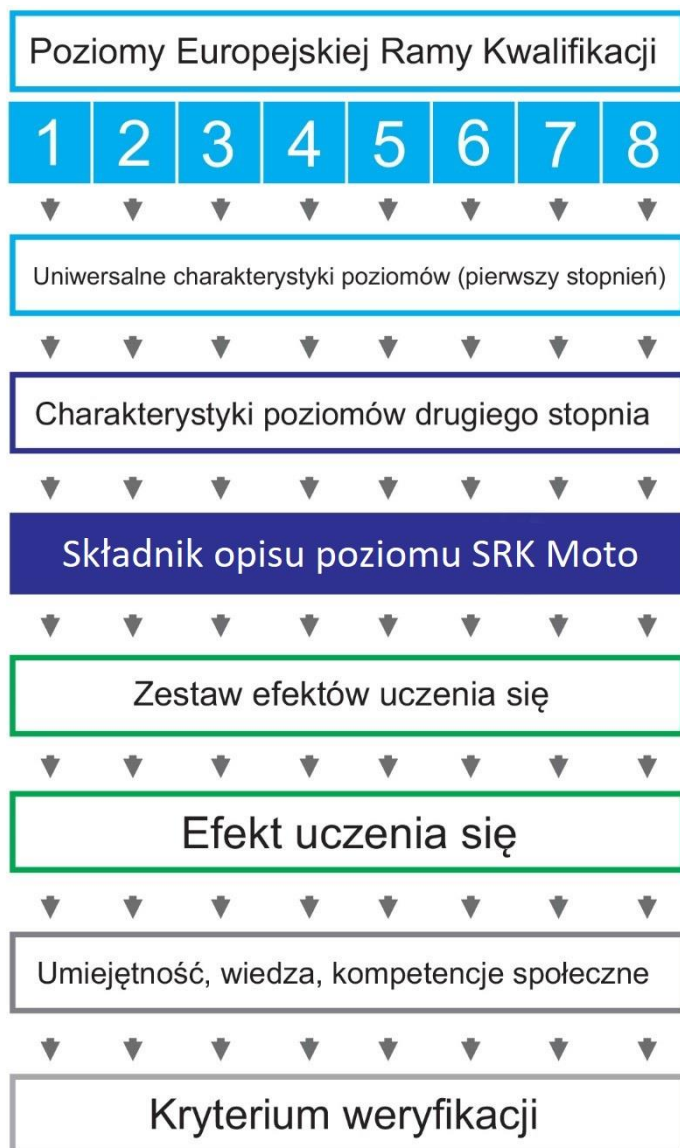 Poziomy Europejskiej Ramy Kwalifikacji
1 2 3 4 5 6 7 8
Uniwersalne charakterystyki poziomów (pierwszy stopnień)
Charakterystyki poziomów drugiego stopnia
Składnik opisu poziomu SRK Moto
Zestaw efektów uczenia się
Efekt uczenia się
Umiejętność, wiedza, kompetencje społeczne
Kryterium weryfikacji